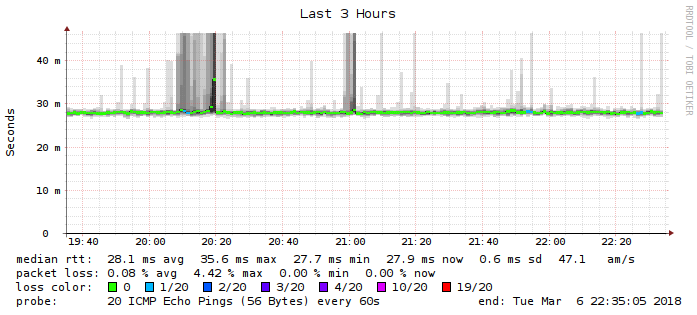 Last 3 Hours
RRDTOOL / TOBI OETIKER
Seconds
40 m
30 m
20 m
10 m
0
19:40 20:00 20:20 20:40 21:00 21:20 21:40 22:00 22:20
median rtt: 28.1 ms avg 35.6 ms max 27.7 ms min 27.9 ms now 0.6 ms sd 47.1 am/s
packet loss: 0.08 % avg 4.42 % max 0.00 % min 0.00 % now
loss color: 0 1/20 2/20 3/20 4/20 10/20 19/20
probe: 20 ICMP Echo Pings (56 Bytes) every 60s end: Tue Mar 6 22:35:05 2018